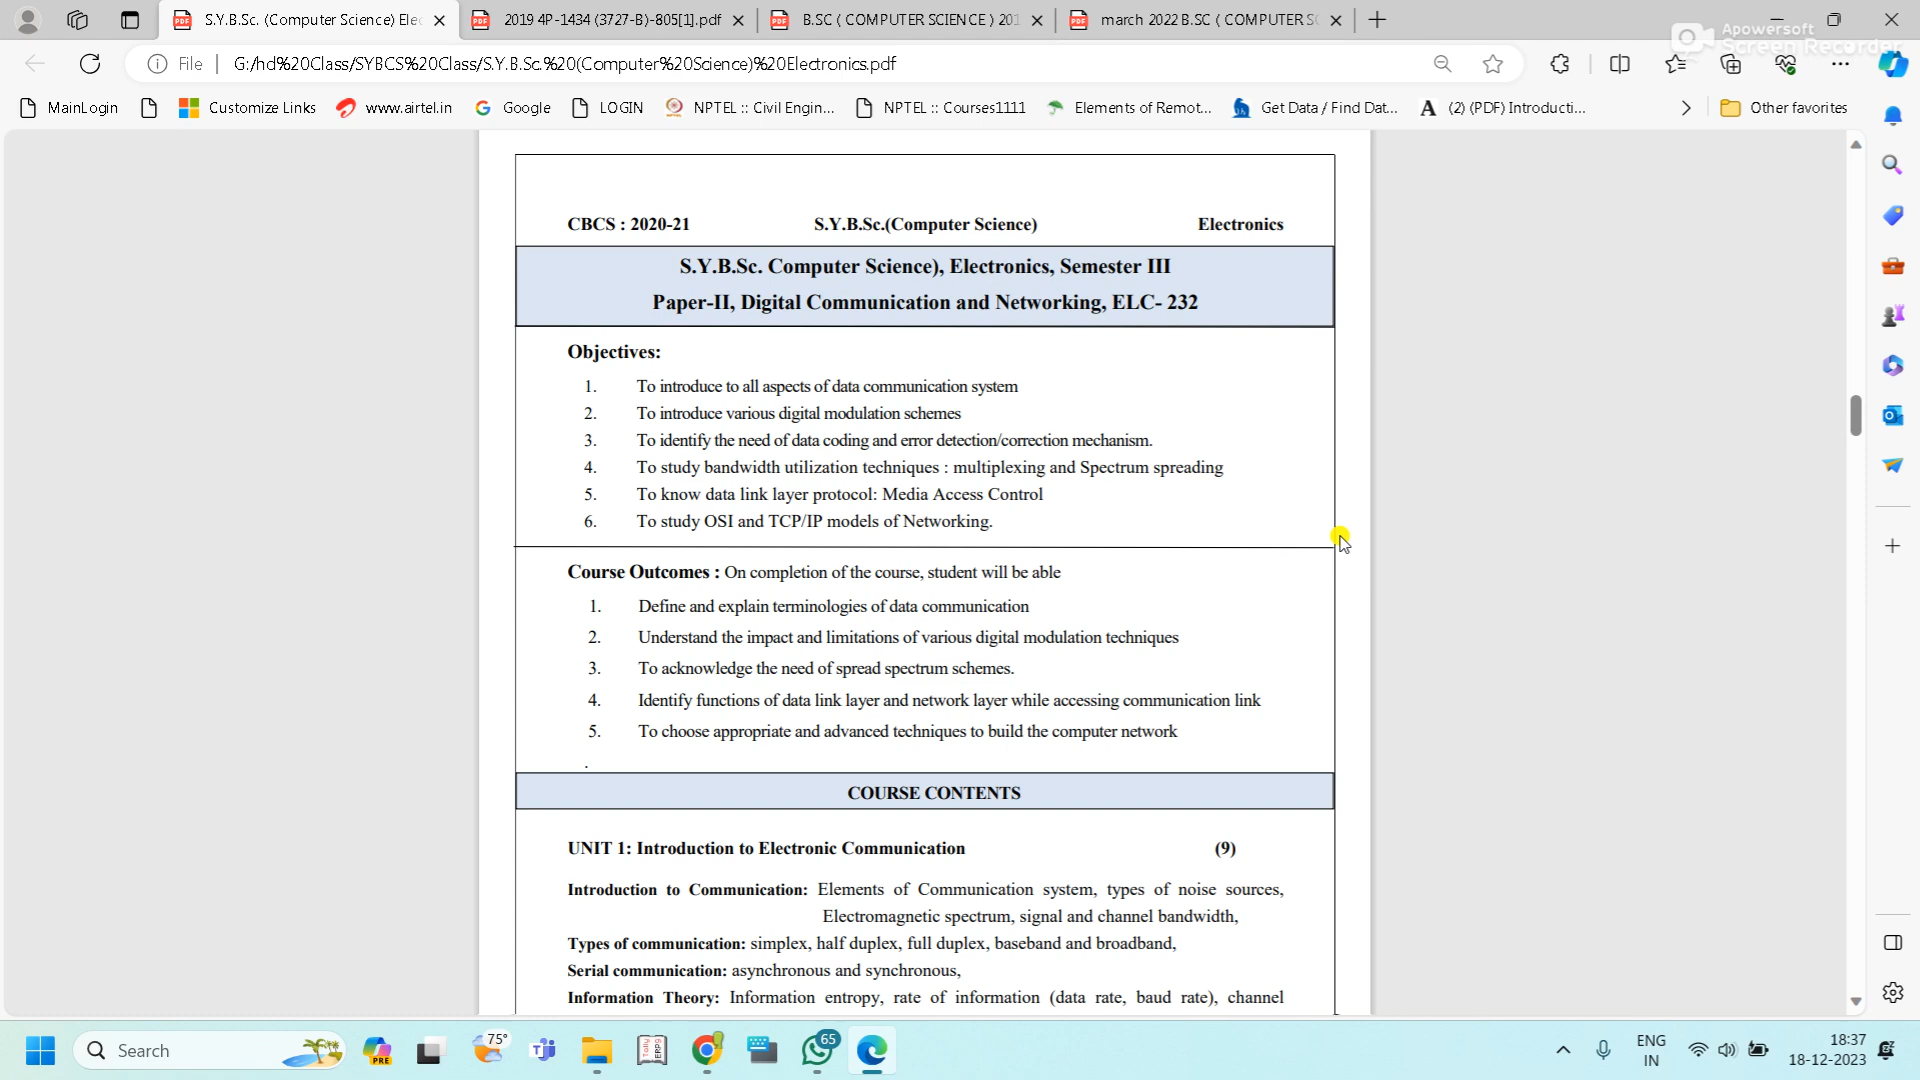 S.Y.B.Sc. (Computer Science) Ele
2019 4P-1434 (3727-B)-805[1].pdf
B.SC ( COMPUTER SCIENCE ) 201
march 2022 B.SC ( COMPUTER SC
Apowersoft
Screen Recorder
File
G:/hd%20Class/SYBCS%20Class/S.Y.B.Sc.%20(Computer%20Science)%20Electronics.pdf
MainLogin
Customize Links
www.airtel.in
Google
LOGIN
NPTEL :: Civil Engin...
NPTEL :: Courses1111
Elements of Remot...
Get Data / Find Dat...
(2) (PDF) Introducti...
Other favorites
CBCS : 2020-21 S.Y.B.Sc.(Computer Science) Electronics
S.Y.B.Sc. Computer Science), Electronics, Semester III
Paper-II, Digital Communication and Networking, ELC- 232
Objectives:
1. To introduce to all aspects of data communication system
2. To introduce various digital modulation schemes
3. To identify the need of data coding and error detection/correction mechanism.
4. To study bandwidth utilization techniques : multiplexing and Spectrum spreading
5. To know data link layer protocol: Media Access Control
6. To study OSI and TCP/IP models of Networking.
Course Outcomes : On completion of the course, student will be able
1. Define and explain terminologies of data communication
2. Understand the impact and limitations of various digital modulation techniques
3. To acknowledge the need of spread spectrum schemes.
4. Identify functions of data link layer and network layer while accessing communication link
5. To choose appropriate and advanced techniques to build the computer network
.
COURSE CONTENTS
UNIT 1: Introduction to Electronic Communication (9)
Introduction to Communication: Elements of Communication system, types of noise sources,
Electromagnetic spectrum, signal and channel bandwidth,
Types of communication: simplex, half duplex, full duplex, baseband and broadband,
Serial communication: asynchronous and synchronous,
Information Theory: Information entropy, rate of information (data rate, baud rate), channel
Search
PRE
75°
65
ENG
IN
18:37
18-12-2023